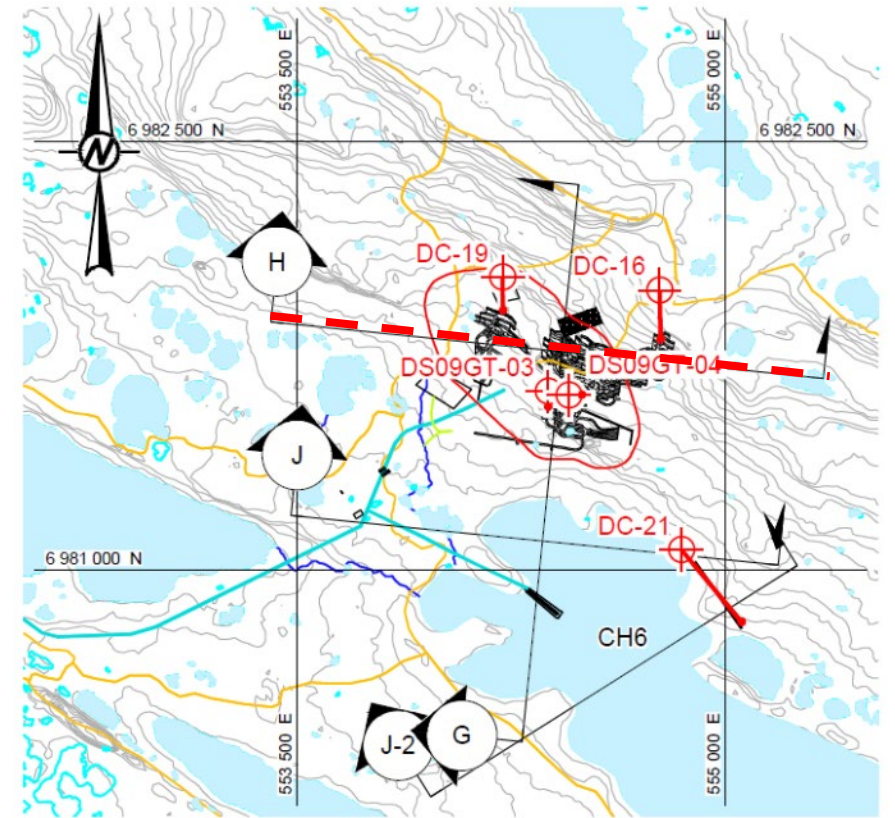 553 500 E
555 000 E
6 982 500 N
6 982 500 N
N
H
DC-19
DC-16
DS09GT-03
DS09GT-04
J
DC-21
6 981 000 N
CH6
J-2
G
553 500 E
555 000 E